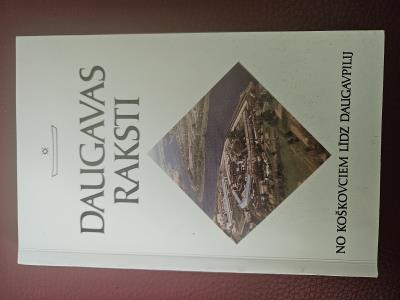 DAUGAVAS
RAKSTI
NO KOŠKOVCIEM LĪDZ DAUGAVPILIJ